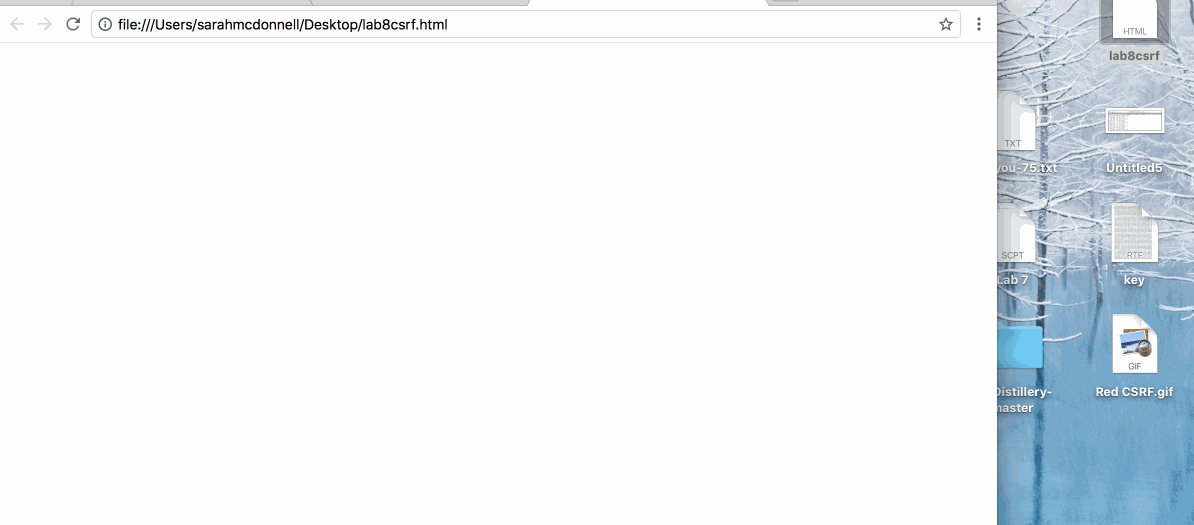 file:///Users/sarahmcdonnell/Desktop/lab8csrf.html
HTML
lab8csrf
TXT
you-75.txt
Untitled5
SCPT
Lab 7
RTF
key
GIF
Distillery-
master
Red CSRF.gif